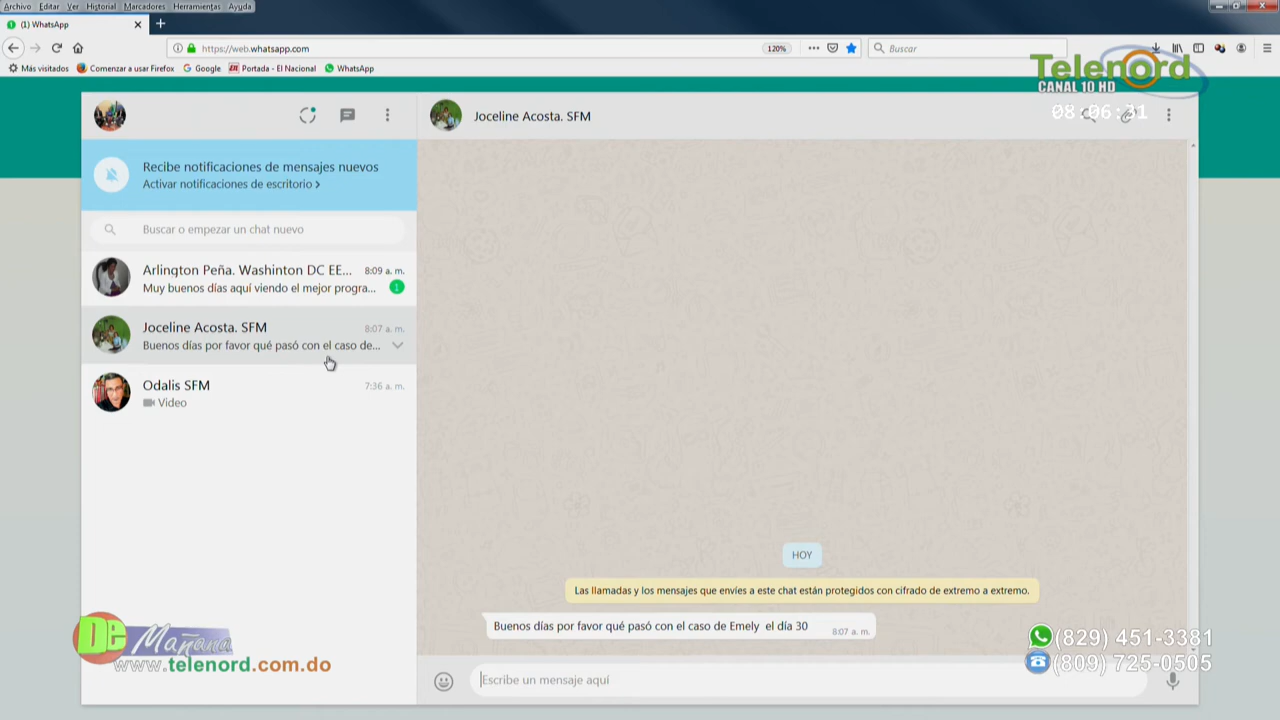 Archivo Editar Ver Historial Marcadores Herramientas Ayuda
(1) WhatsApp
https://web.whatsapp.com
120%
Buscar
Más visitados Comenzar a usar Firefox Google Portada - El Nacional WhatsApp
Telenord
CANAL 10 HD
08:06:31
Joceline Acosta. SFM
Recibe notificaciones de mensajes nuevos
Activar notificaciones de escritorio >
Buscar o empezar un chat nuevo
Arlington Peña. Washinton DC EE... 8:09 a. m.
Muy buenos días aquí viendo el mejor progra... 1
Joceline Acosta. SFM 8:07 a. m.
Buenos días por favor qué pasó con el caso de...
Odalis SFM 7:36 a. m.
Video
HOY
Las llamadas y los mensajes que envíes a este chat están protegidos con cifrado de extremo a extremo.
Buenos días por favor qué pasó con el caso de Emely el día 30 8:07 a. m.
Escribe un mensaje aquí
De Mañana
www.telenord.com.do
(829) 451-3381
(809) 725-0505